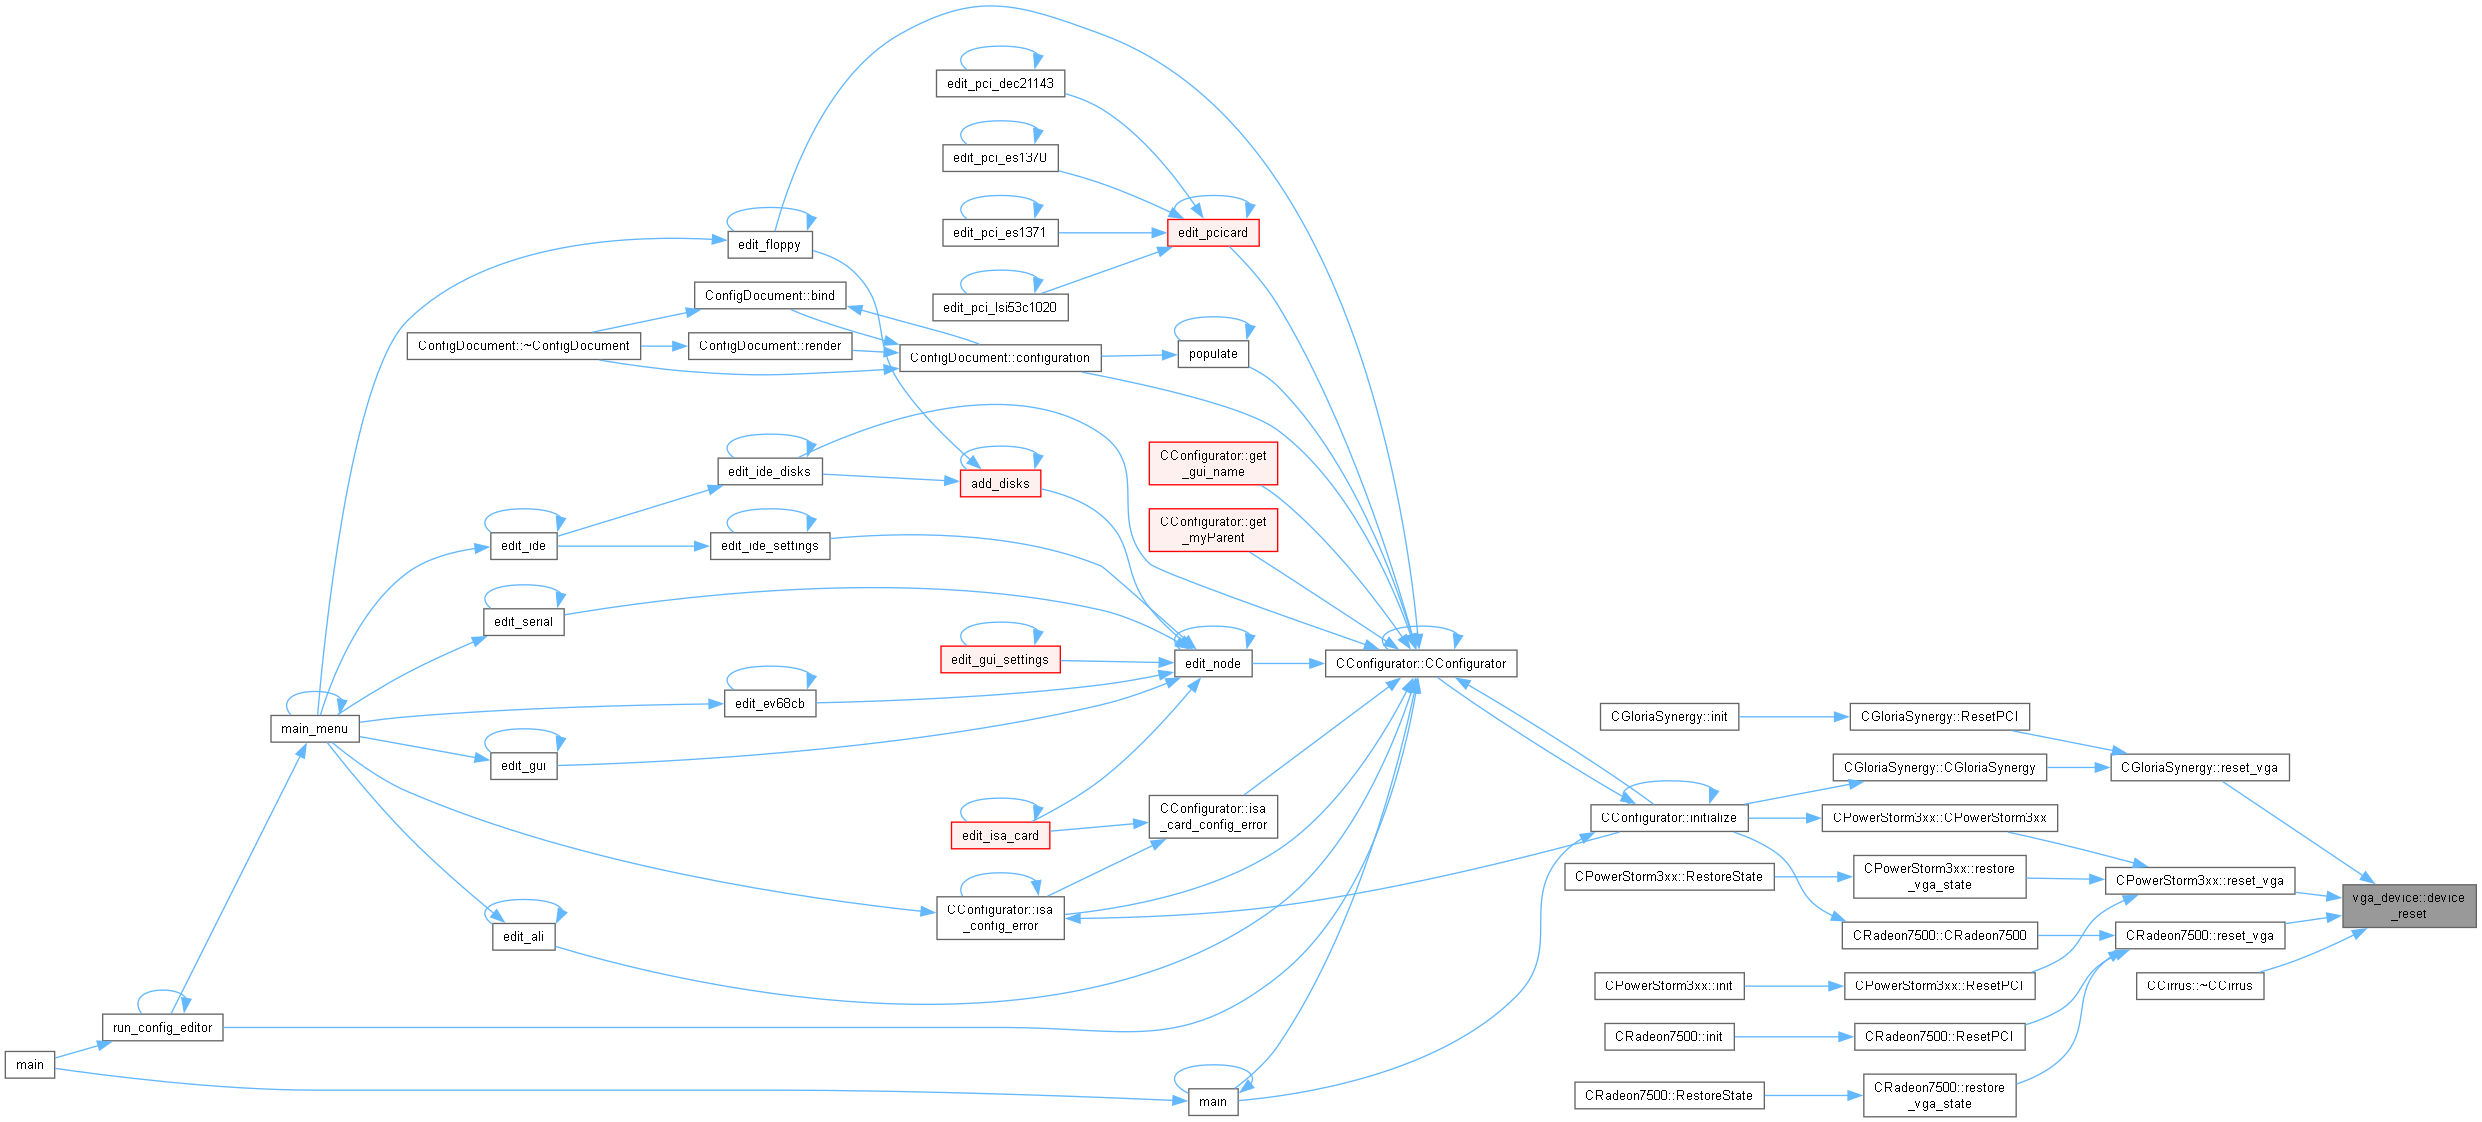 edit_pci_dec21143
edit_pci_es1370
edit_pci_es1371
edit_pcicard
edit_floppy
ConfigDocument::bind
edit_pci_lsi53c1020
ConfigDocument::~ConfigDocument
ConfigDocument::render
ConfigDocument::configuration
populate
CConfigurator::get
_gui_name
edit_ide_disks
add_disks
CConfigurator::get
_myParent
edit_ide
edit_ide_settings
edit_serial
edit_gui_settings
edit_node
CConfigurator::CConfigurator
edit_ev68cb
main_menu
CGloriaSynergy::init
CGloriaSynergy::ResetPCI
edit_gui
CGloriaSynergy::CGloriaSynergy
CGloriaSynergy::reset_vga
CConfigurator::isa
_card_config_error
CConfigurator::initialize
CPowerStorm3xx::CPowerStorm3xx
edit_isa_card
CPowerStorm3xx::RestoreState
CPowerStorm3xx::restore
_vga_state
CPowerStorm3xx::reset_vga
vga_device::device
_reset
CConfigurator::isa
_config_error
edit_ali
CRadeon7500::CRadeon7500
CRadeon7500::reset_vga
CPowerStorm3xx::init
CPowerStorm3xx::ResetPCI
CCirrus::~CCirrus
run_config_editor
CRadeon7500::init
CRadeon7500::ResetPCI
main
main
CRadeon7500::RestoreState
CRadeon7500::restore
_vga_state